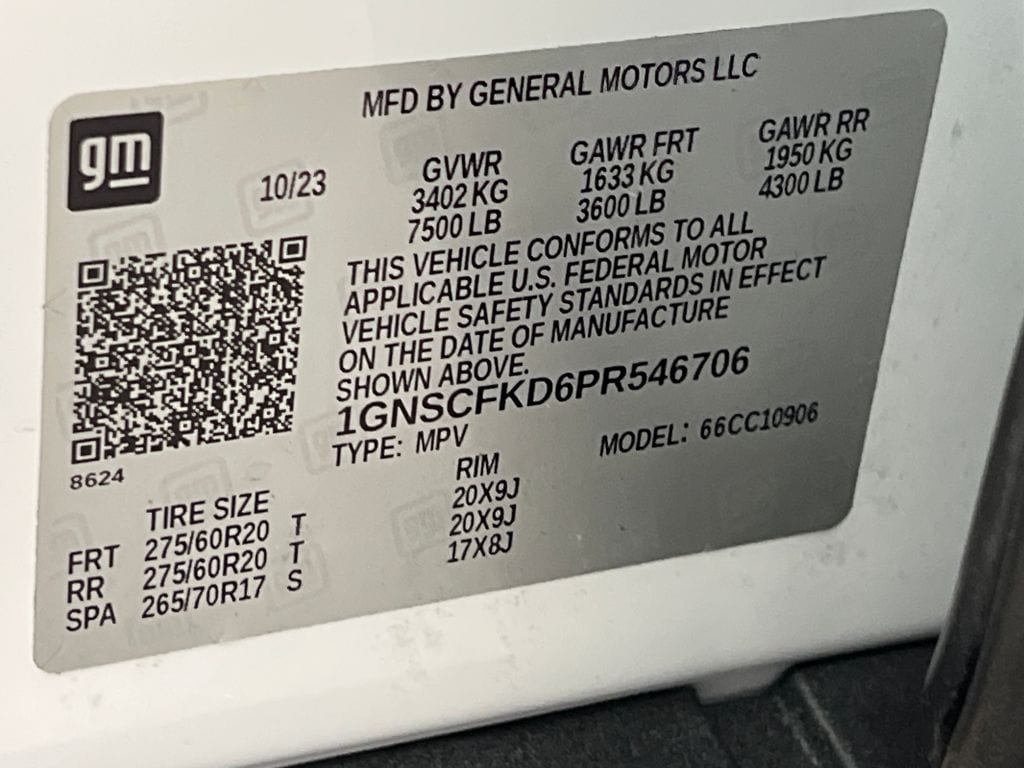 MFD BY GENERAL MOTORS LLC
gm
10/23
GVWR GAWR FRT GAWR RR
3402 KG 1633 KG 1950 KG
7500 LB 3600 LB 4300 LB
THIS VEHICLE CONFORMS TO ALL
APPLICABLE U.S. FEDERAL MOTOR
VEHICLE SAFETY STANDARDS IN EFFECT
ON THE DATE OF MANUFACTURE
SHOWN ABOVE.
1GNSCFKD6PR546706
TYPE: MPV MODEL: 66CC10906
8624
TIRE SIZE RIM
FRT 275/60R20 T 20X9J
RR 275/60R20 T 20X9J
SPA 265/70R17 S 17X8J